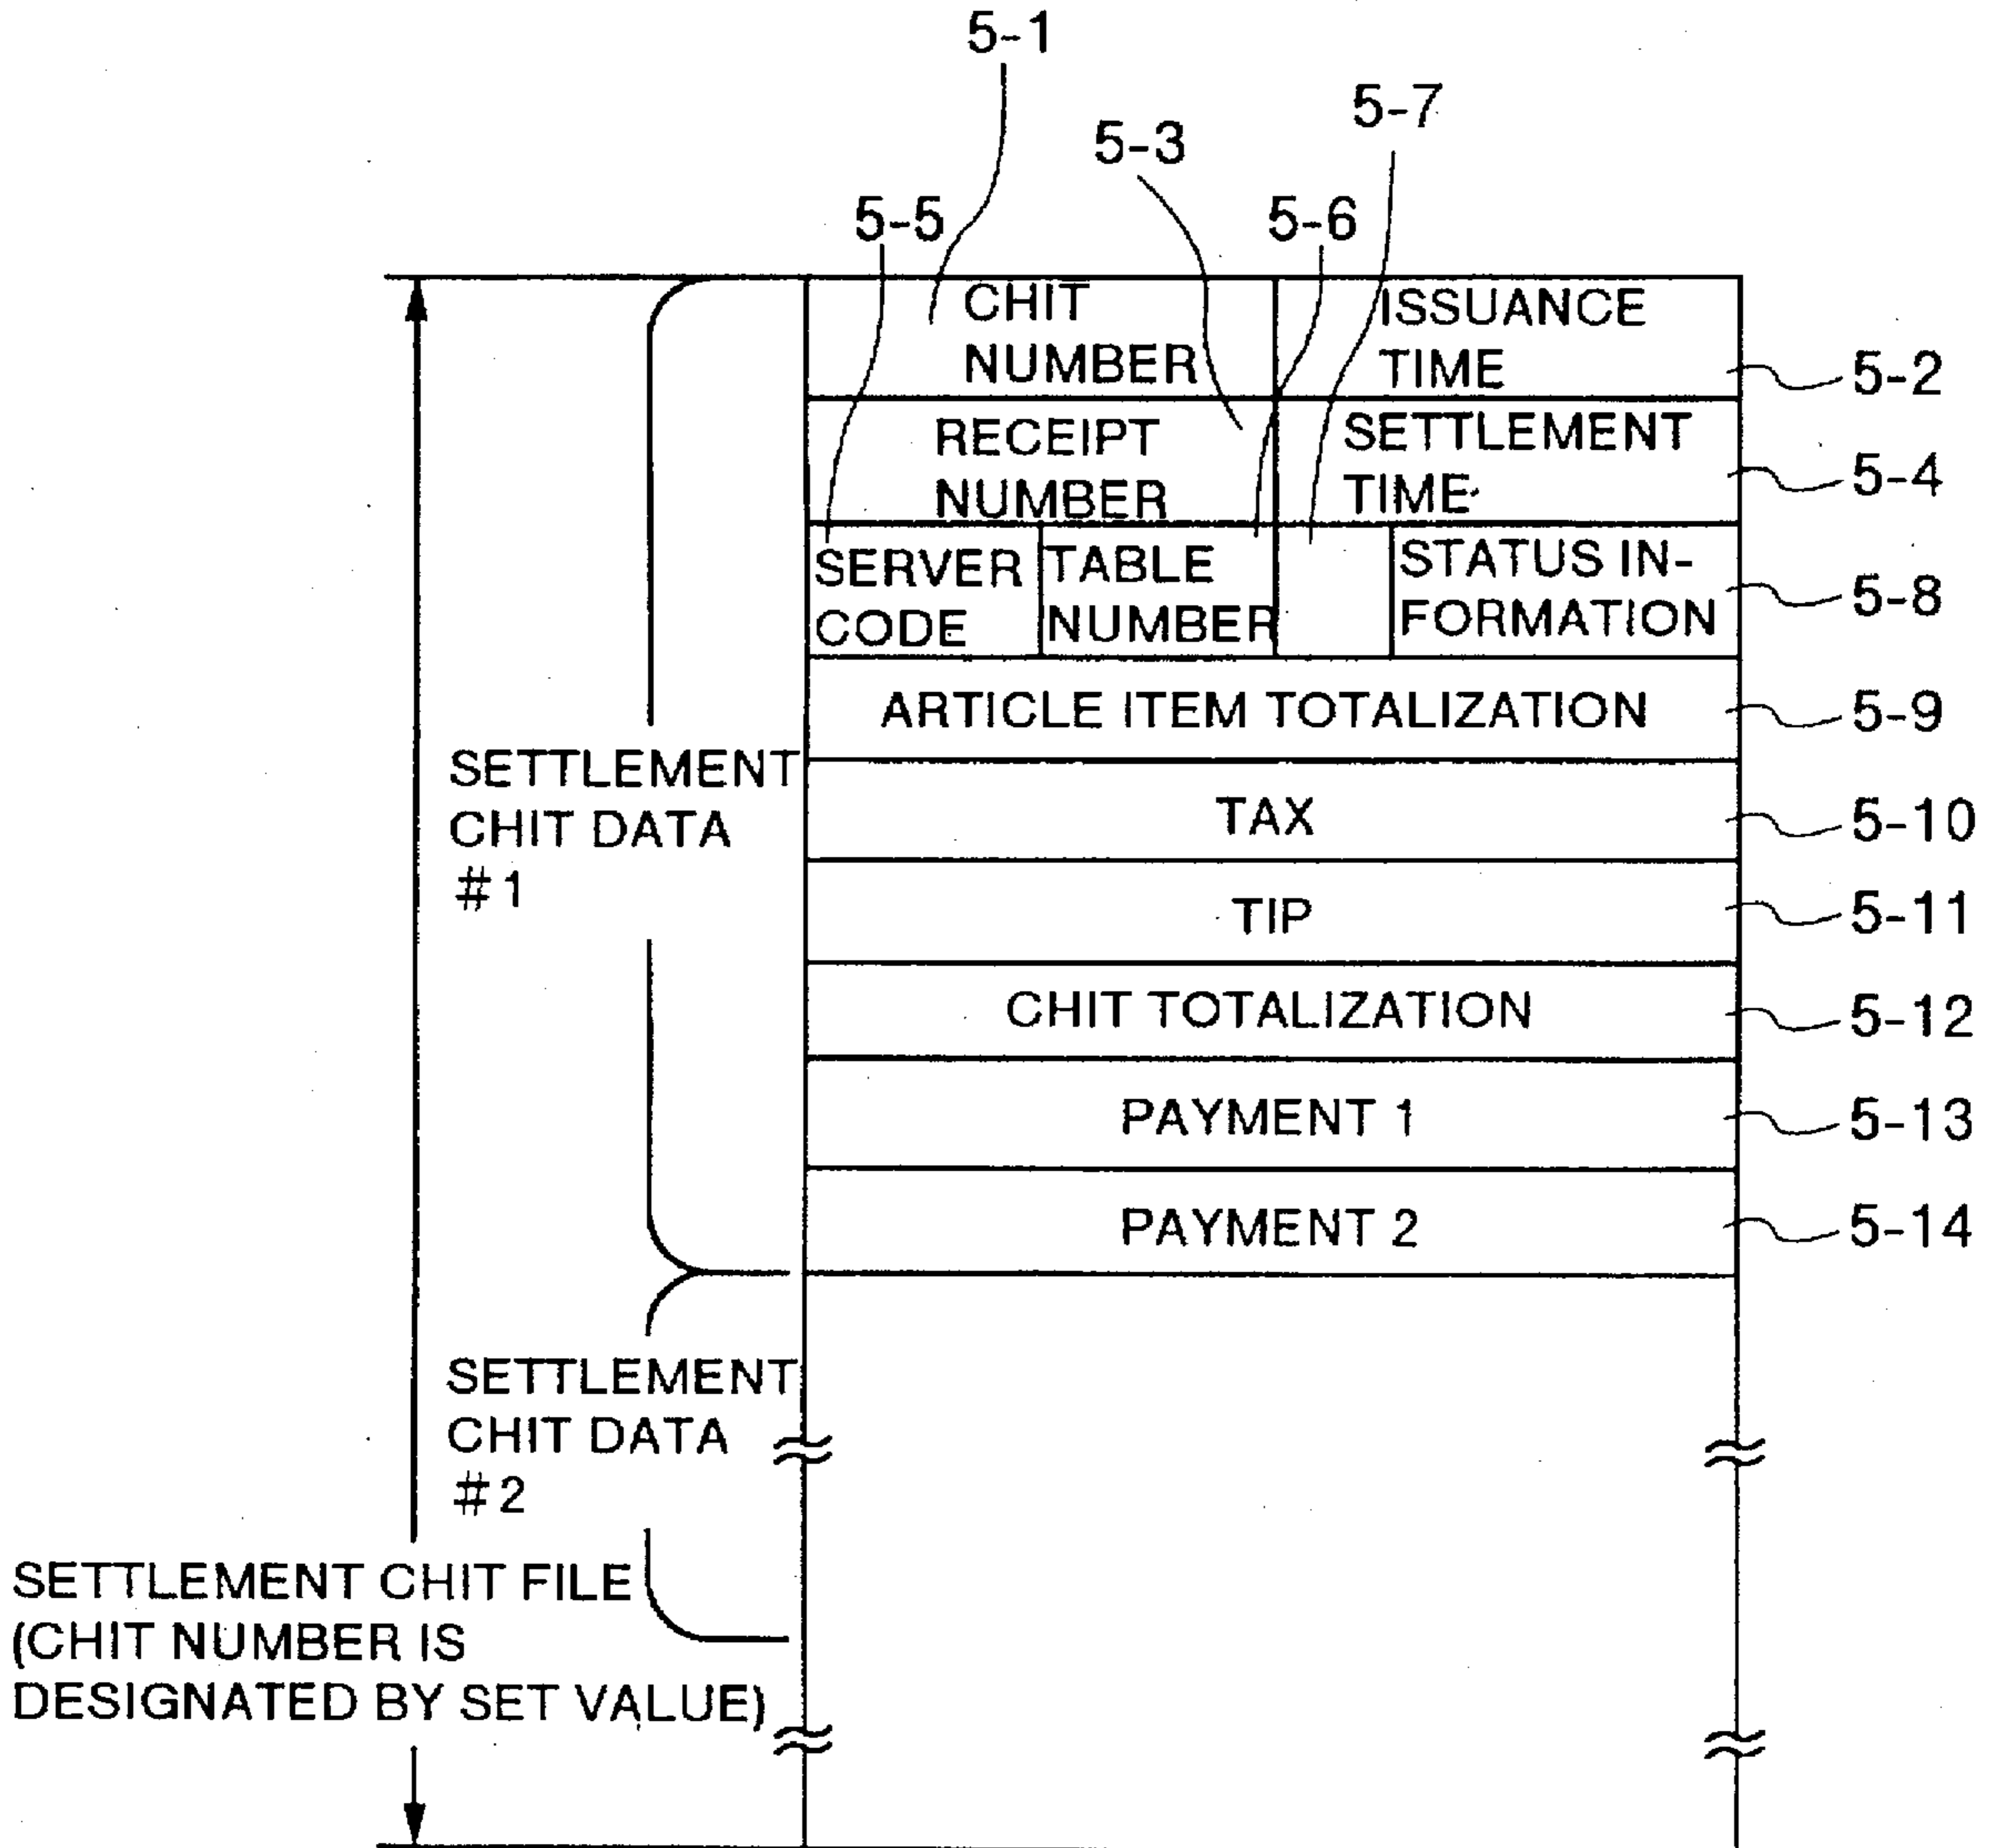 5-1
5-7
5-3
5-5
5-6
CHIT
NUMBER
ISSUANCE
TIME
5-2
RECEIPT
NUMBER
SETTLEMENT
TIME
5-4
SERVER
CODE
TABLE
NUMBER
STATUS IN-
FORMATION
5-8
ARTICLE ITEM TOTALIZATION
5-9
SETTLEMENT
CHIT DATA
#1
TAX
5-10
TIP
5-11
CHIT TOTALIZATION
5-12
PAYMENT 1
5-13
PAYMENT 2
5-14
SETTLEMENT
CHIT DATA
#2
SETTLEMENT CHIT FILE
(CHIT NUMBER IS
DESIGNATED BY SET VALUE)